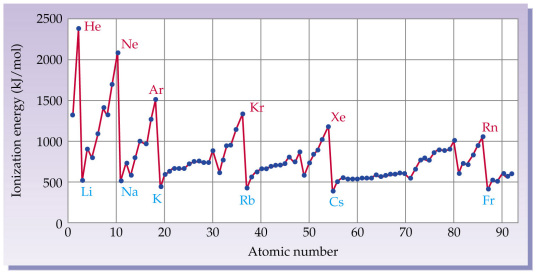 Ionization energy (kJ/mol)
2500
2000
1500
1000
500
0
He
Ne
Ar
Kr
Xe
Rn
Li
Na
K
Rb
Cs
Fr
0 10 20 30 40 50 60 70 80 90
Atomic number